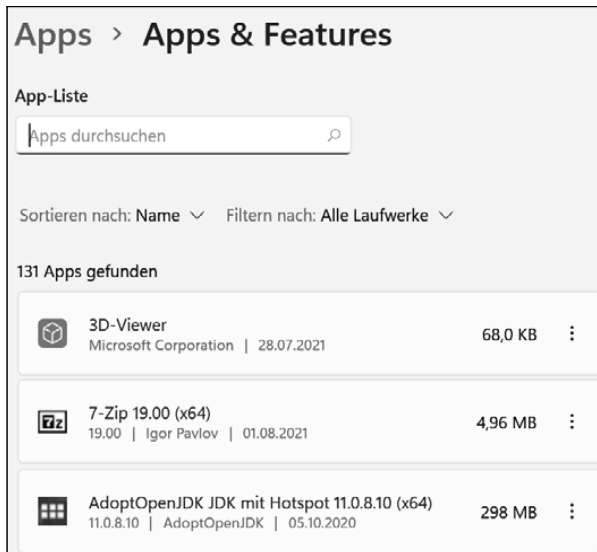 Apps > Apps & Features
App-Liste
Apps durchsuchen
Sortieren nach: Name Filtern nach: Alle Laufwerke
131 Apps gefunden
3D-Viewer
Microsoft Corporation | 28.07.2021
68,0 KB
7z
7-Zip 19.00 (x64)
19.00 | Igor Pavlov | 01.08.2021
4,96 MB
AdoptOpenJDK JDK mit Hotspot 11.0.8.10 (x64)
11.0.8.10 | AdoptOpenJDK | 05.10.2020
298 MB